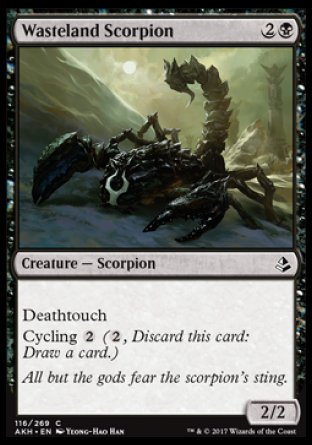 Wasteland Scorpion 2
Creature — Scorpion
Deathtouch
Cycling 2 (2, Discard this card:
Draw a card.)
All but the gods fear the scorpion's sting.
2/2
116/269 C
AKH • EN Yeong-Hao Han
™ & © 2017 Wizards of the Coast